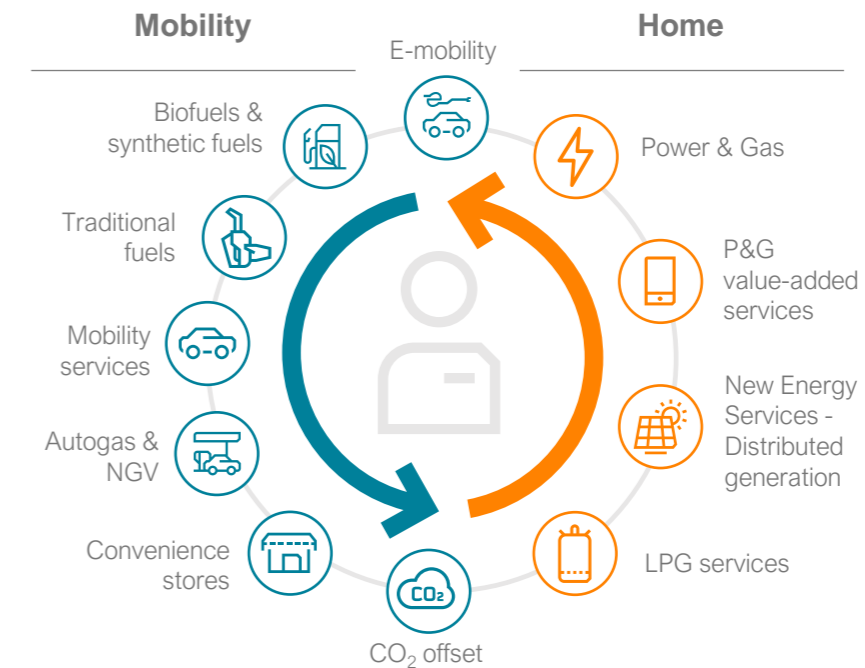 Mobility
Home
E-mobility
Biofuels &
synthetic fuels
Power & Gas
Traditional
fuels
P&G
value-added
services
Mobility
services
New Energy
Services -
Distributed
generation
Autogas &
NGV
Convenience
stores
LPG services
CO₂
CO₂ offset